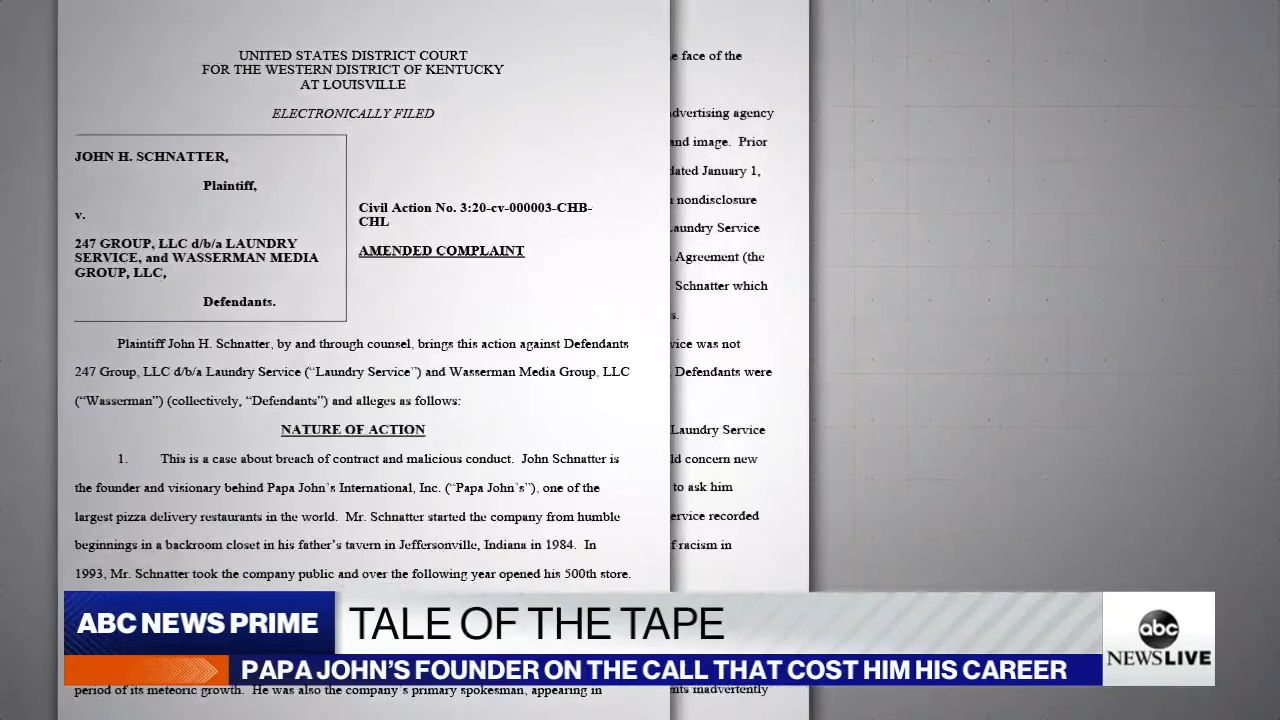 UNITED STATES DISTRICT COURT
FOR THE WESTERN DISTRICT OF KENTUCKY
AT LOUISVILLE
ELECTRONICALLY FILED
JOHN H. SCHNATTER,
Plaintiff,
v.
247 GROUP, LLC d/b/a LAUNDRY
SERVICE, and WASSERMAN MEDIA
GROUP, LLC,
Defendants.
Civil Action No. 3:20-cv-000003-CHB-
CHL
AMENDED COMPLAINT
Plaintiff John H. Schnatter, by and through counsel, brings this action against Defendants
247 Group, LLC d/b/a Laundry Service (“Laundry Service”) and Wasserman Media Group, LLC
(“Wasserman”) (collectively, “Defendants”) and alleges as follows:
NATURE OF ACTION
1. This is a case about breach of contract and malicious conduct. John Schnatter is
the founder and visionary behind Papa John’s International, Inc. (“Papa John’s”), one of the
largest pizza delivery restaurants in the world. Mr. Schnatter started the company from humble
beginnings in a backroom closet in his father’s tavern in Jeffersonville, Indiana in 1984. In
1993, Mr. Schnatter took the company public and over the following year opened his 500th store.
period of its meteoric growth. He was also the company’s primary spokesman, appearing in
face of the
advertising agency
and image. Prior
dated January 1,
nondisclosure
Laundry Service
Agreement (the
Schnatter which
was not
Defendants were
Laundry Service
concern new
to ask him
recorded
racism in
inadvertently
ABC NEWS PRIME
TALE OF THE TAPE
PAPA JOHN'S FOUNDER ON THE CALL THAT COST HIM HIS CAREER
abc
NEWS LIVE